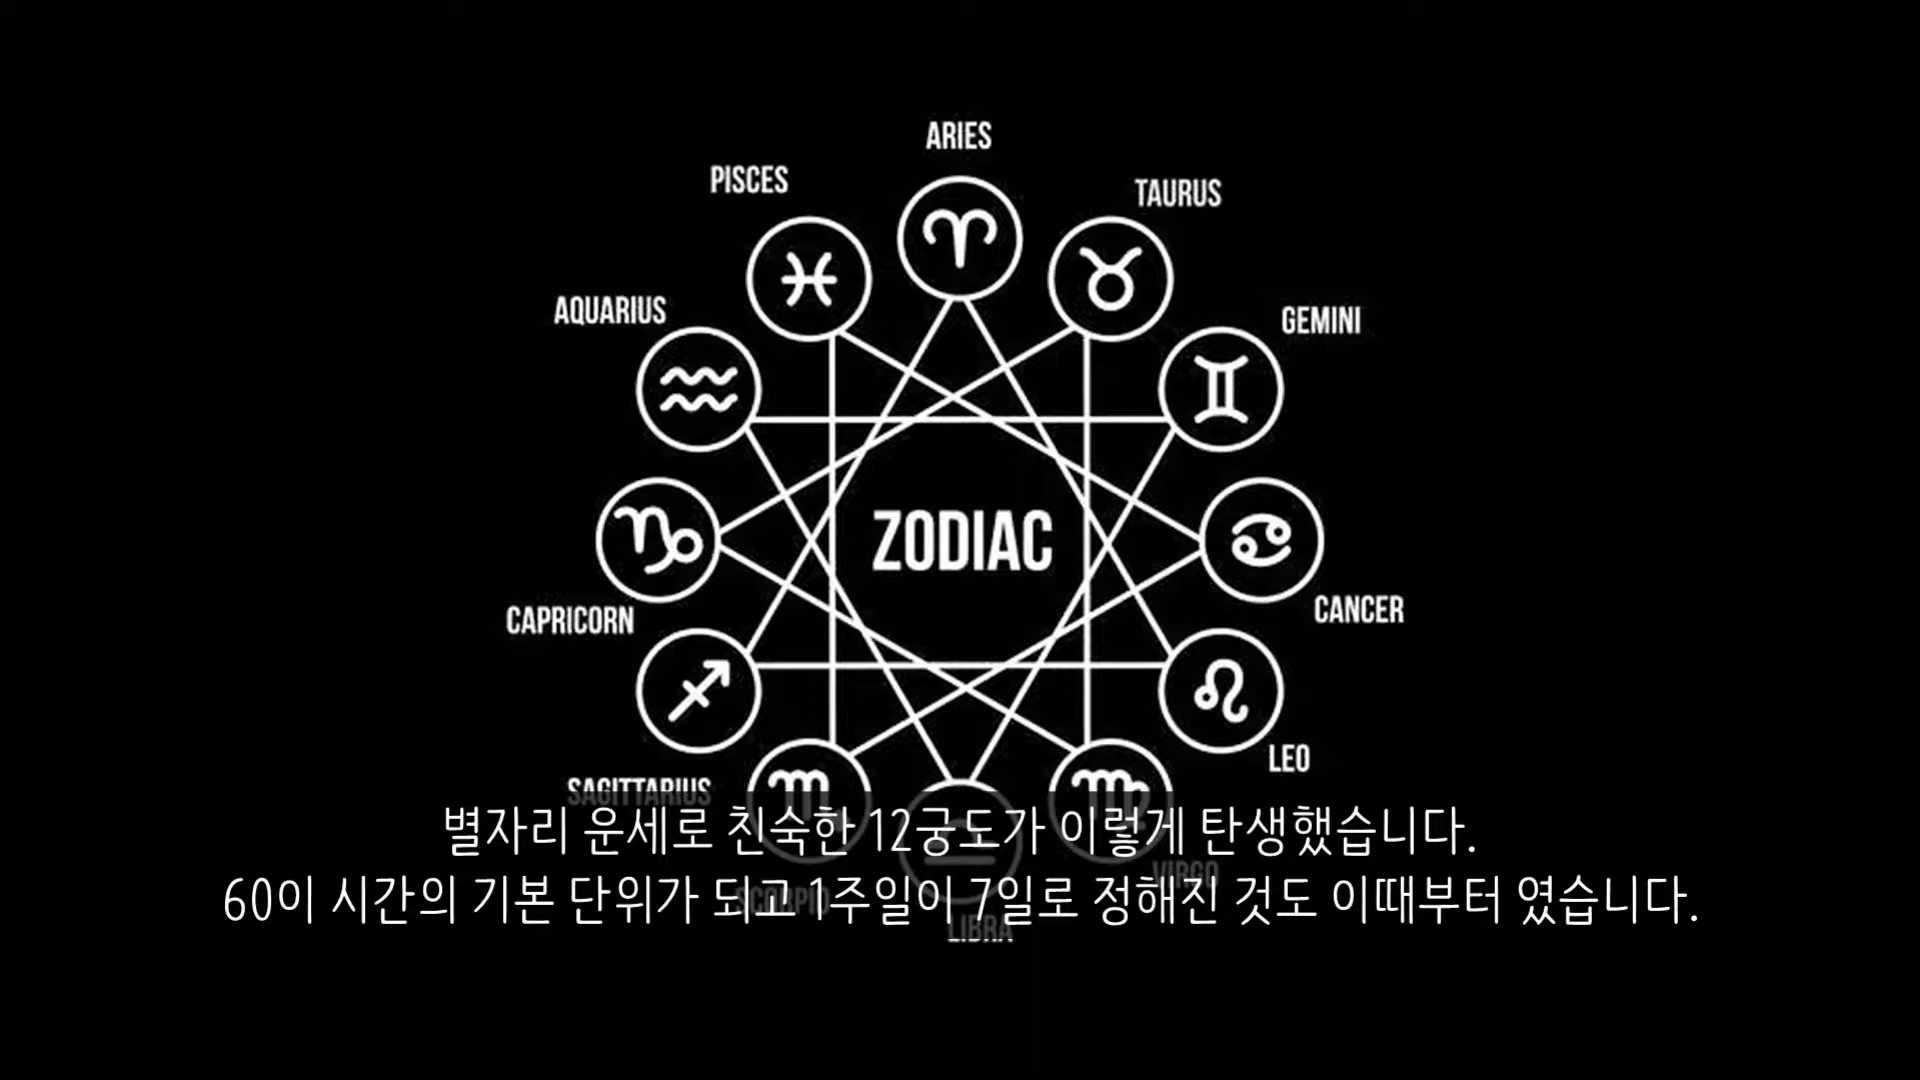 ARIES
PISCES
TAURUS
AQUARIUS
GEMINI
ZODIAC
CAPRICORN
CANCER
LEO
SAGITTARIUS
별자리 운세로 친숙한 12궁도가 이렇게 탄생했습니다.
VIRGO
SCORPIO
60이 시간의 기본 단위가 되고 1주일이 7일로 정해진 것도 이때부터 였습니다.
LIBRA